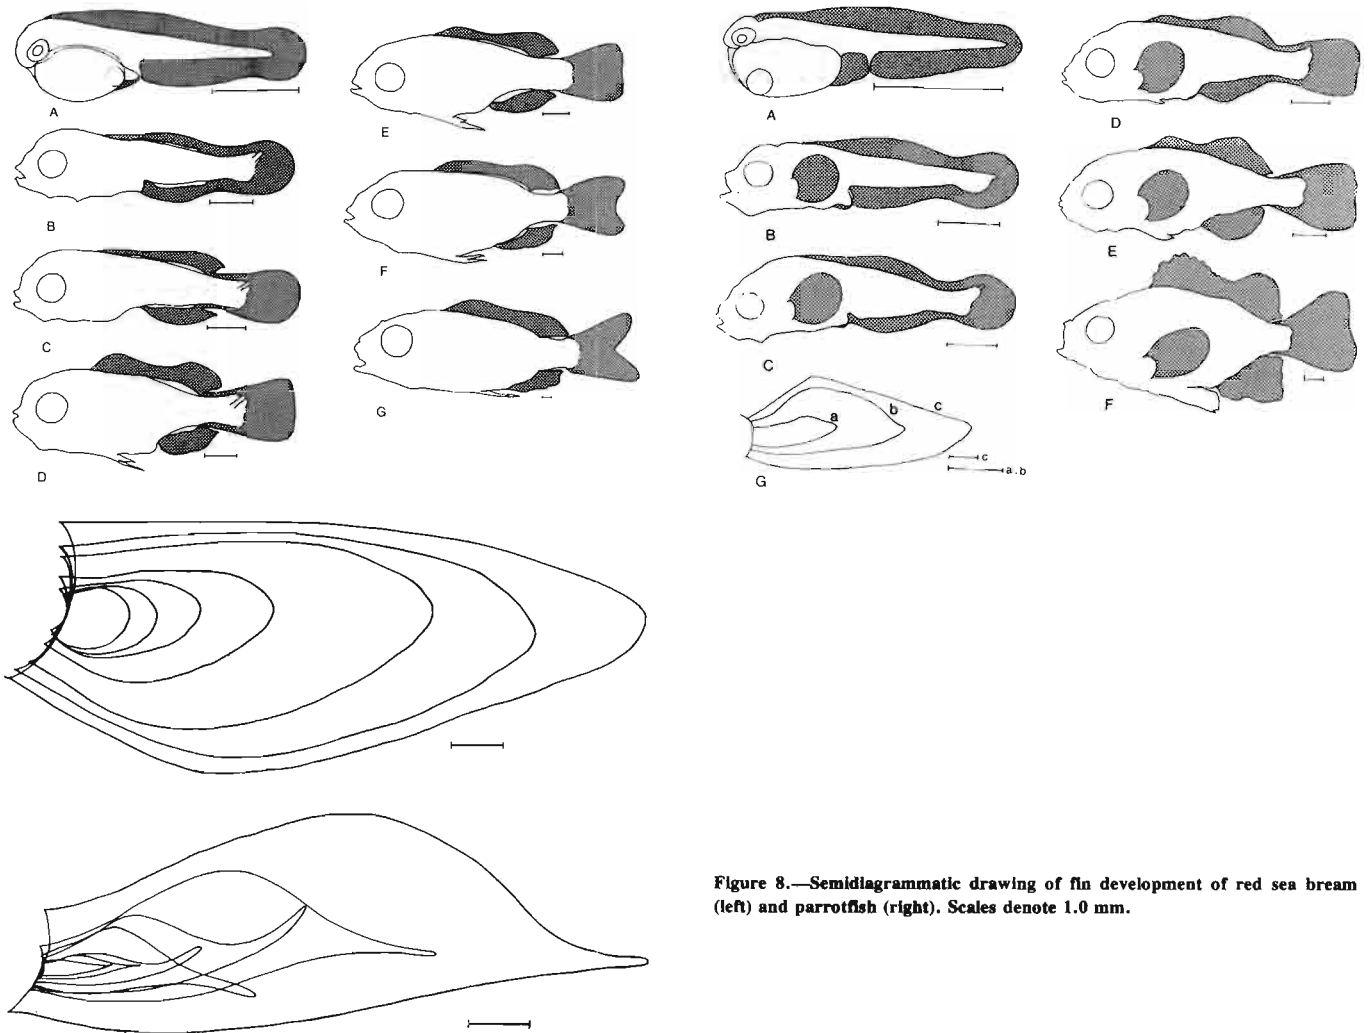 A
B
C
D
E
F
G
A
B
C
D
E
F
a
b
c
c
a . b
G
Figure 8.—Semidiagrammatic drawing of fin development of red sea bream
(left) and parrotfish (right). Scales denote 1.0 mm.